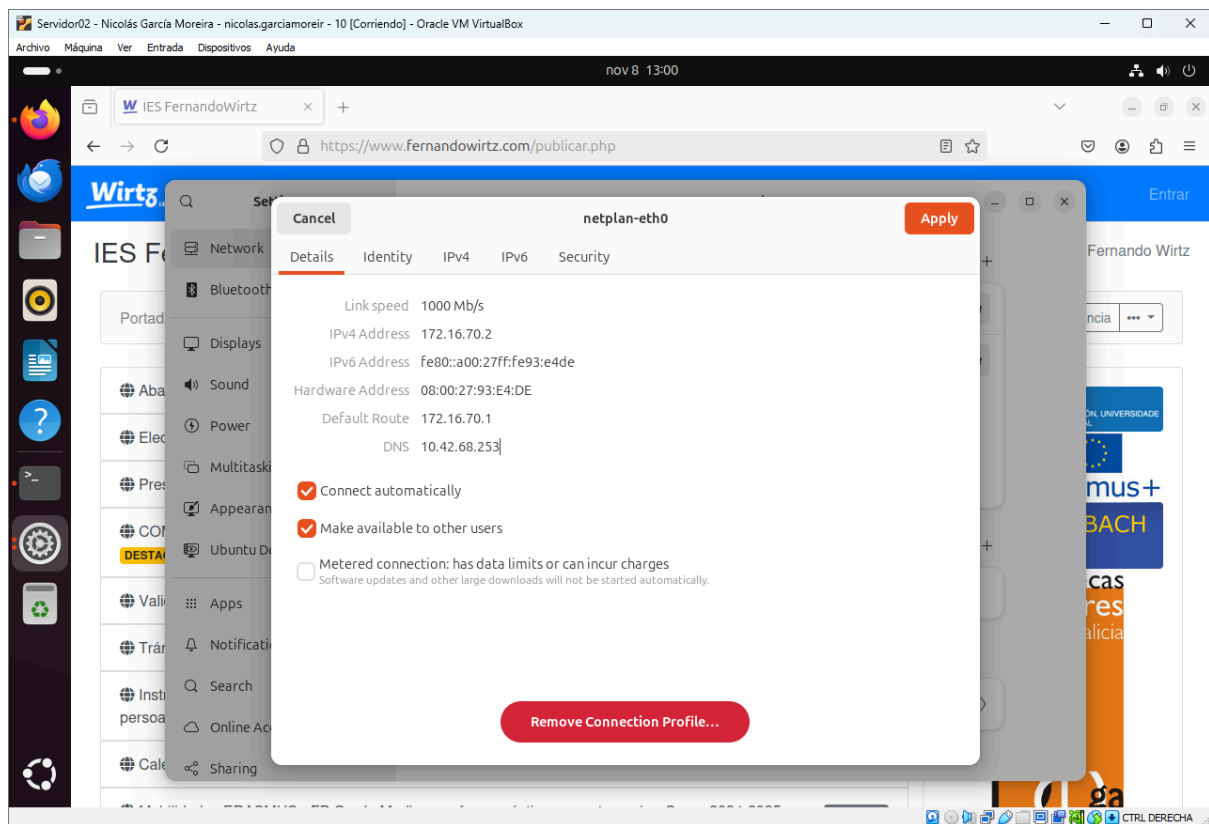 Servidor02 - Nicolás García Moreira - nicolas.garciamoreir - 10 [Corriendo] - Oracle VM VirtualBox
Archivo Máquina Ver Entrada Dispositivos Ayuda
nov 8 13:00
W IES FernandoWirtz
https://www.fernandowirtz.com/publicar.php
Wirtz
Entrar
Cancel
netplan-eth0
Apply
Network
IES
Fernando Wirtz
Details Identity IPv4 IPv6 Security
Bluetooth
Link speed 1000 Mb/s
Portad
ncia
IPv4 Address 172.16.70.2
Displays
IPv6 Address fe80::a00:27ff:fe93:e4de
Sound
Aba
Hardware Address 08:00:27:93:E4:DE
Power
Default Route 172.16.70.1
ÓN, UNIVERSIDADE
Elec
DNS 10.42.68.253
Multitaski
Pres
Connect automatically
mus+
Appearan
Make available to other users
BACH
COM
DESTA
Ubuntu De
Metered connection: has data limits or can incur charges
Software updates and other large downloads will not be started automatically.
cas
Vali
Apps
res
alicia
Trán
Notificati
Search
Instr
persoa
Remove Connection Profile...
Online Ac
Cale
Sharing
ga
CTRL DERECHA